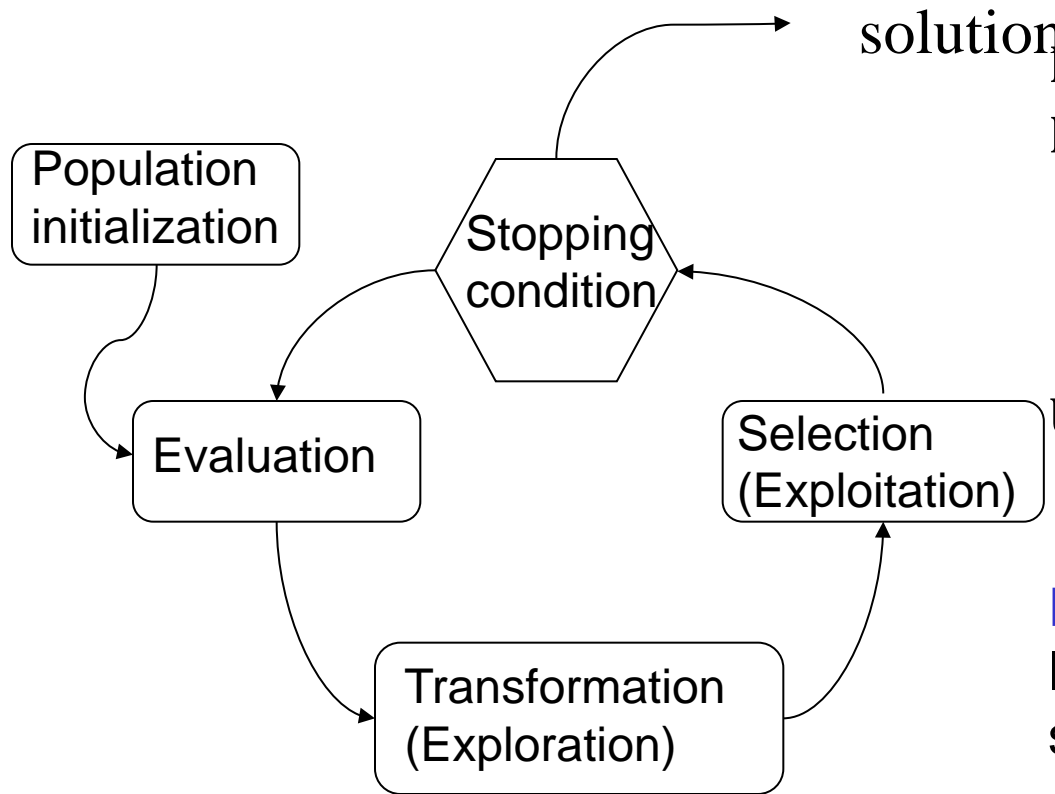 solution
Population
initialization
Stopping
condition
Evaluation
Selection
(Exploitation)
Transformation
(Exploration)